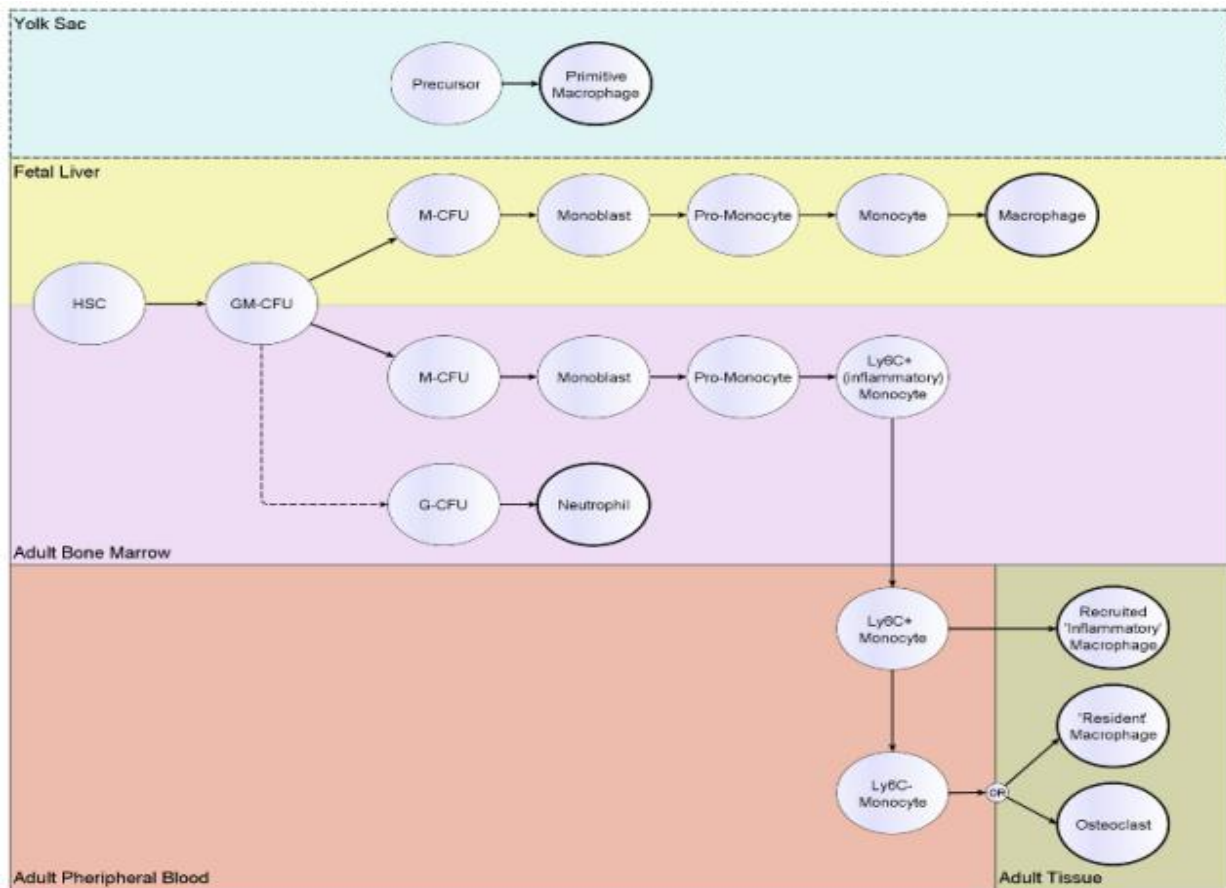 Yolk Sac
Precursor
Primitive
Macrophage
Fetal Liver
M-CFU
Monoblast
Pro-Monocyte
Monocyte
Macrophage
HSC
GM-CFU
M-CFU
Monoblast
Pro-Monocyte
Ly6C+
(inflammatory)
Monocyte
G-CFU
Neutrophil
Adult Bone Marrow
Ly6C+
Monocyte
Recruited
'Inflammatory'
Macrophage
'Resident'
Macrophage
Ly6C-
Monocyte
OR
Osteoclast
Adult Pheripheral Blood
Adult Tissue